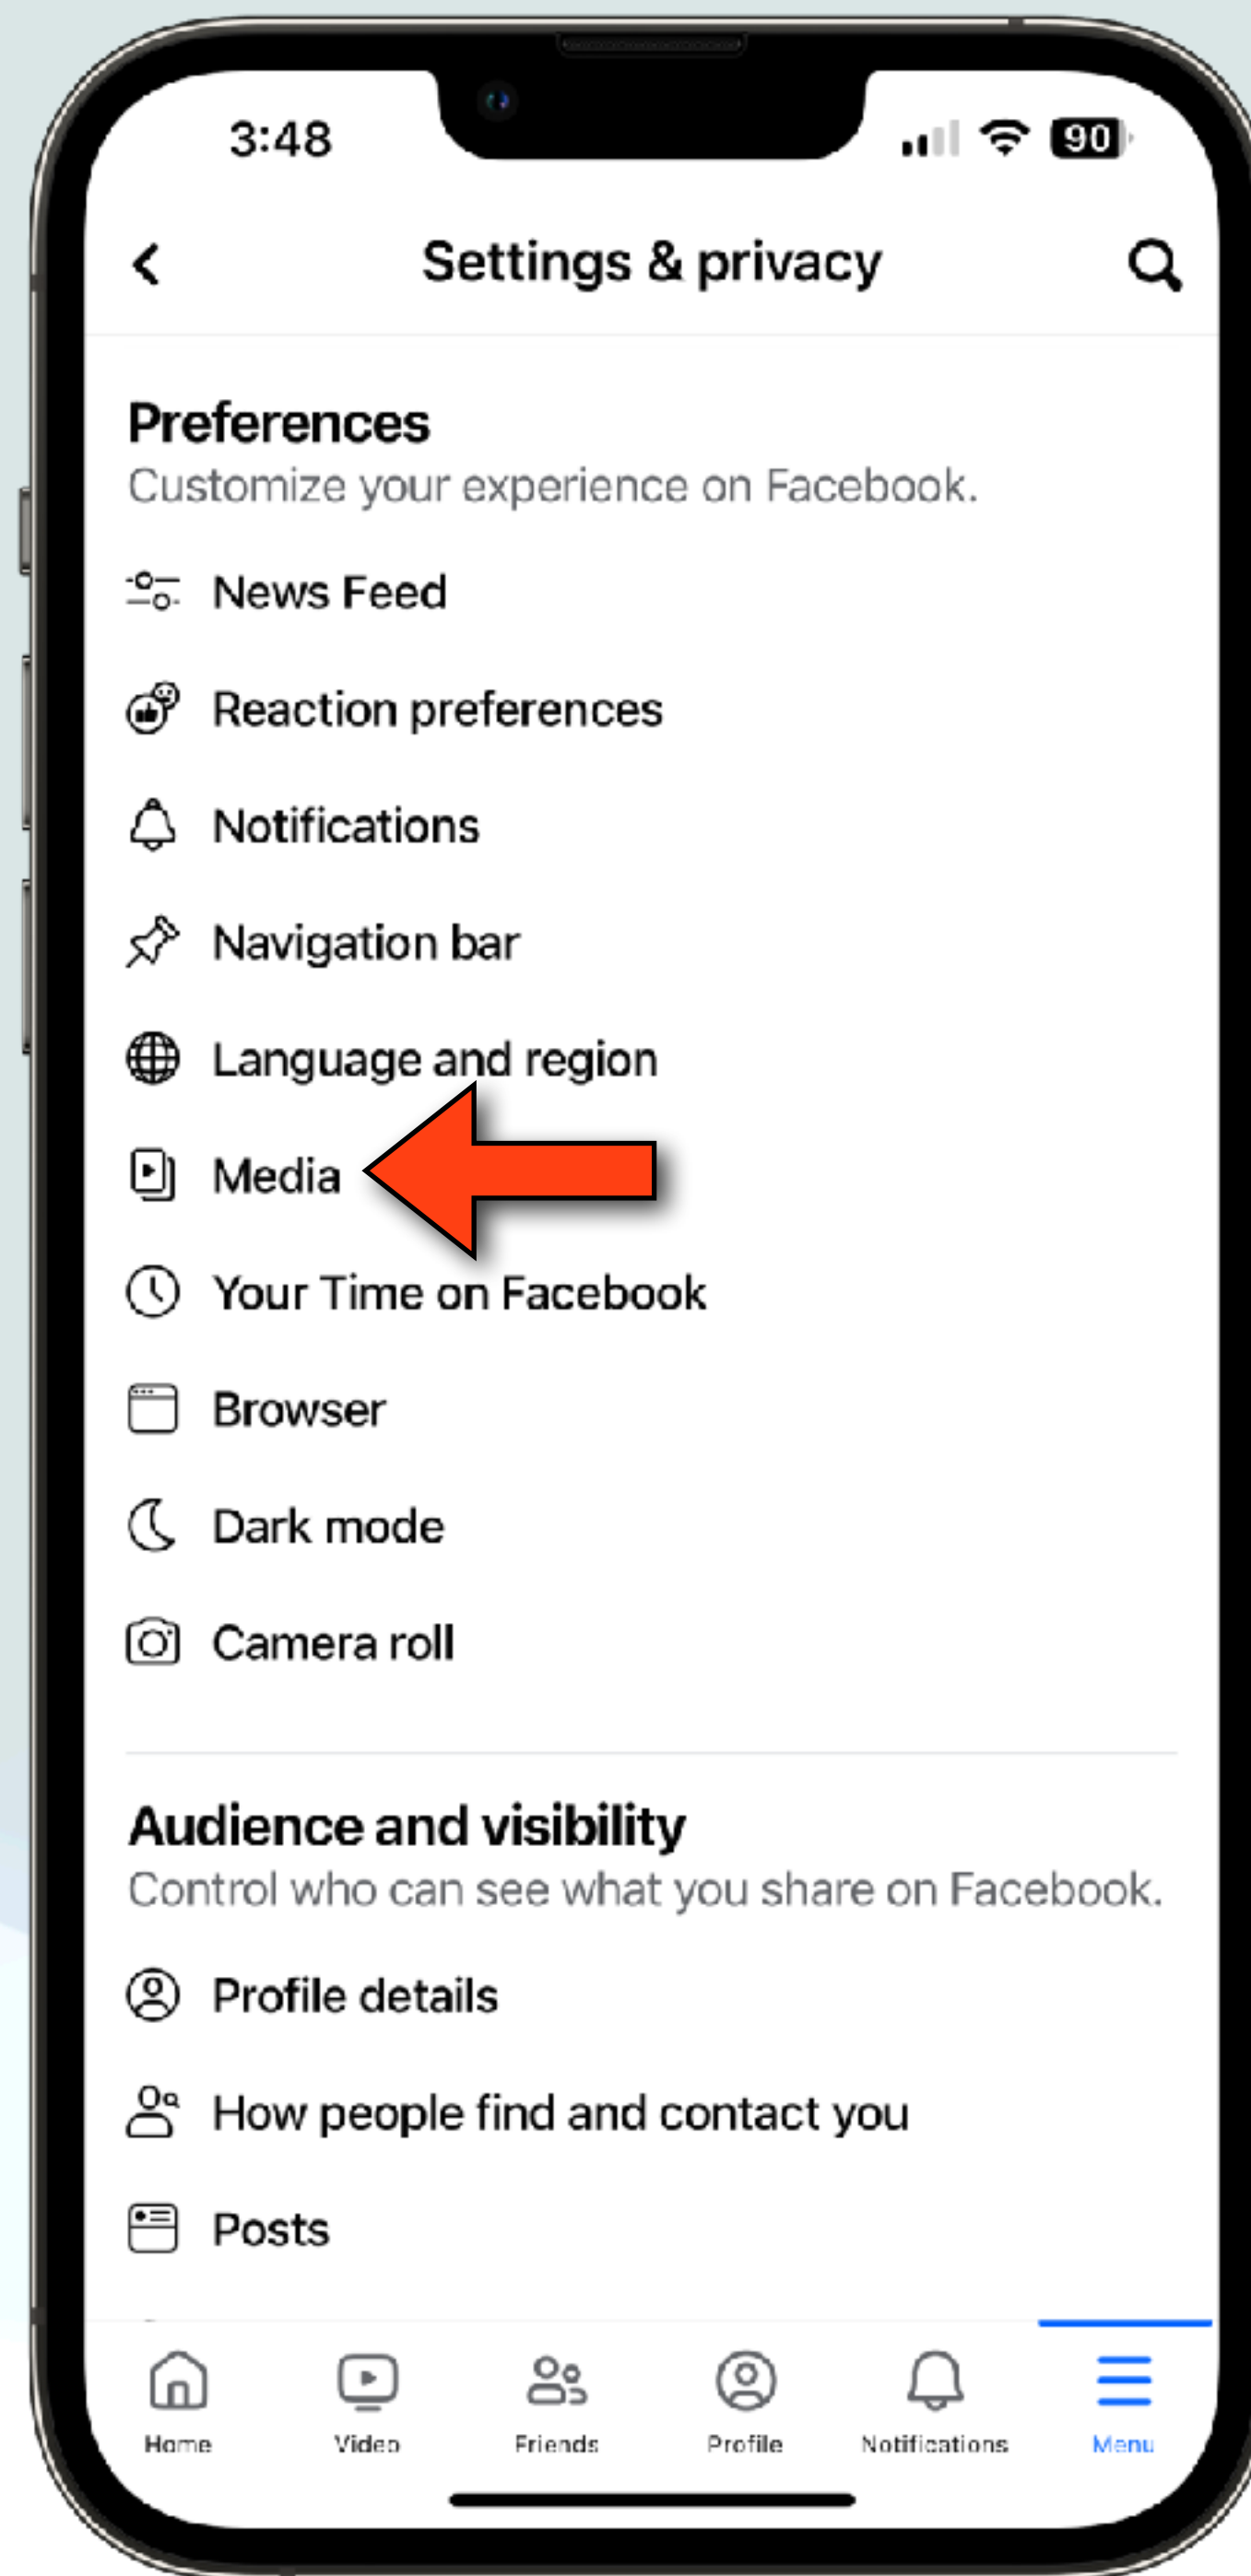 3:48
90
Settings & privacy
Preferences
Customize your experience on Facebook.
News Feed
Reaction preferences
Notifications
Navigation bar
Language and region
Media
Your Time on Facebook
Browser
Dark mode
Camera roll
Audience and visibility
Control who can see what you share on Facebook.
Profile details
How people find and contact you
Posts
Home
Video
Friends
Profile
Notifications
Menu